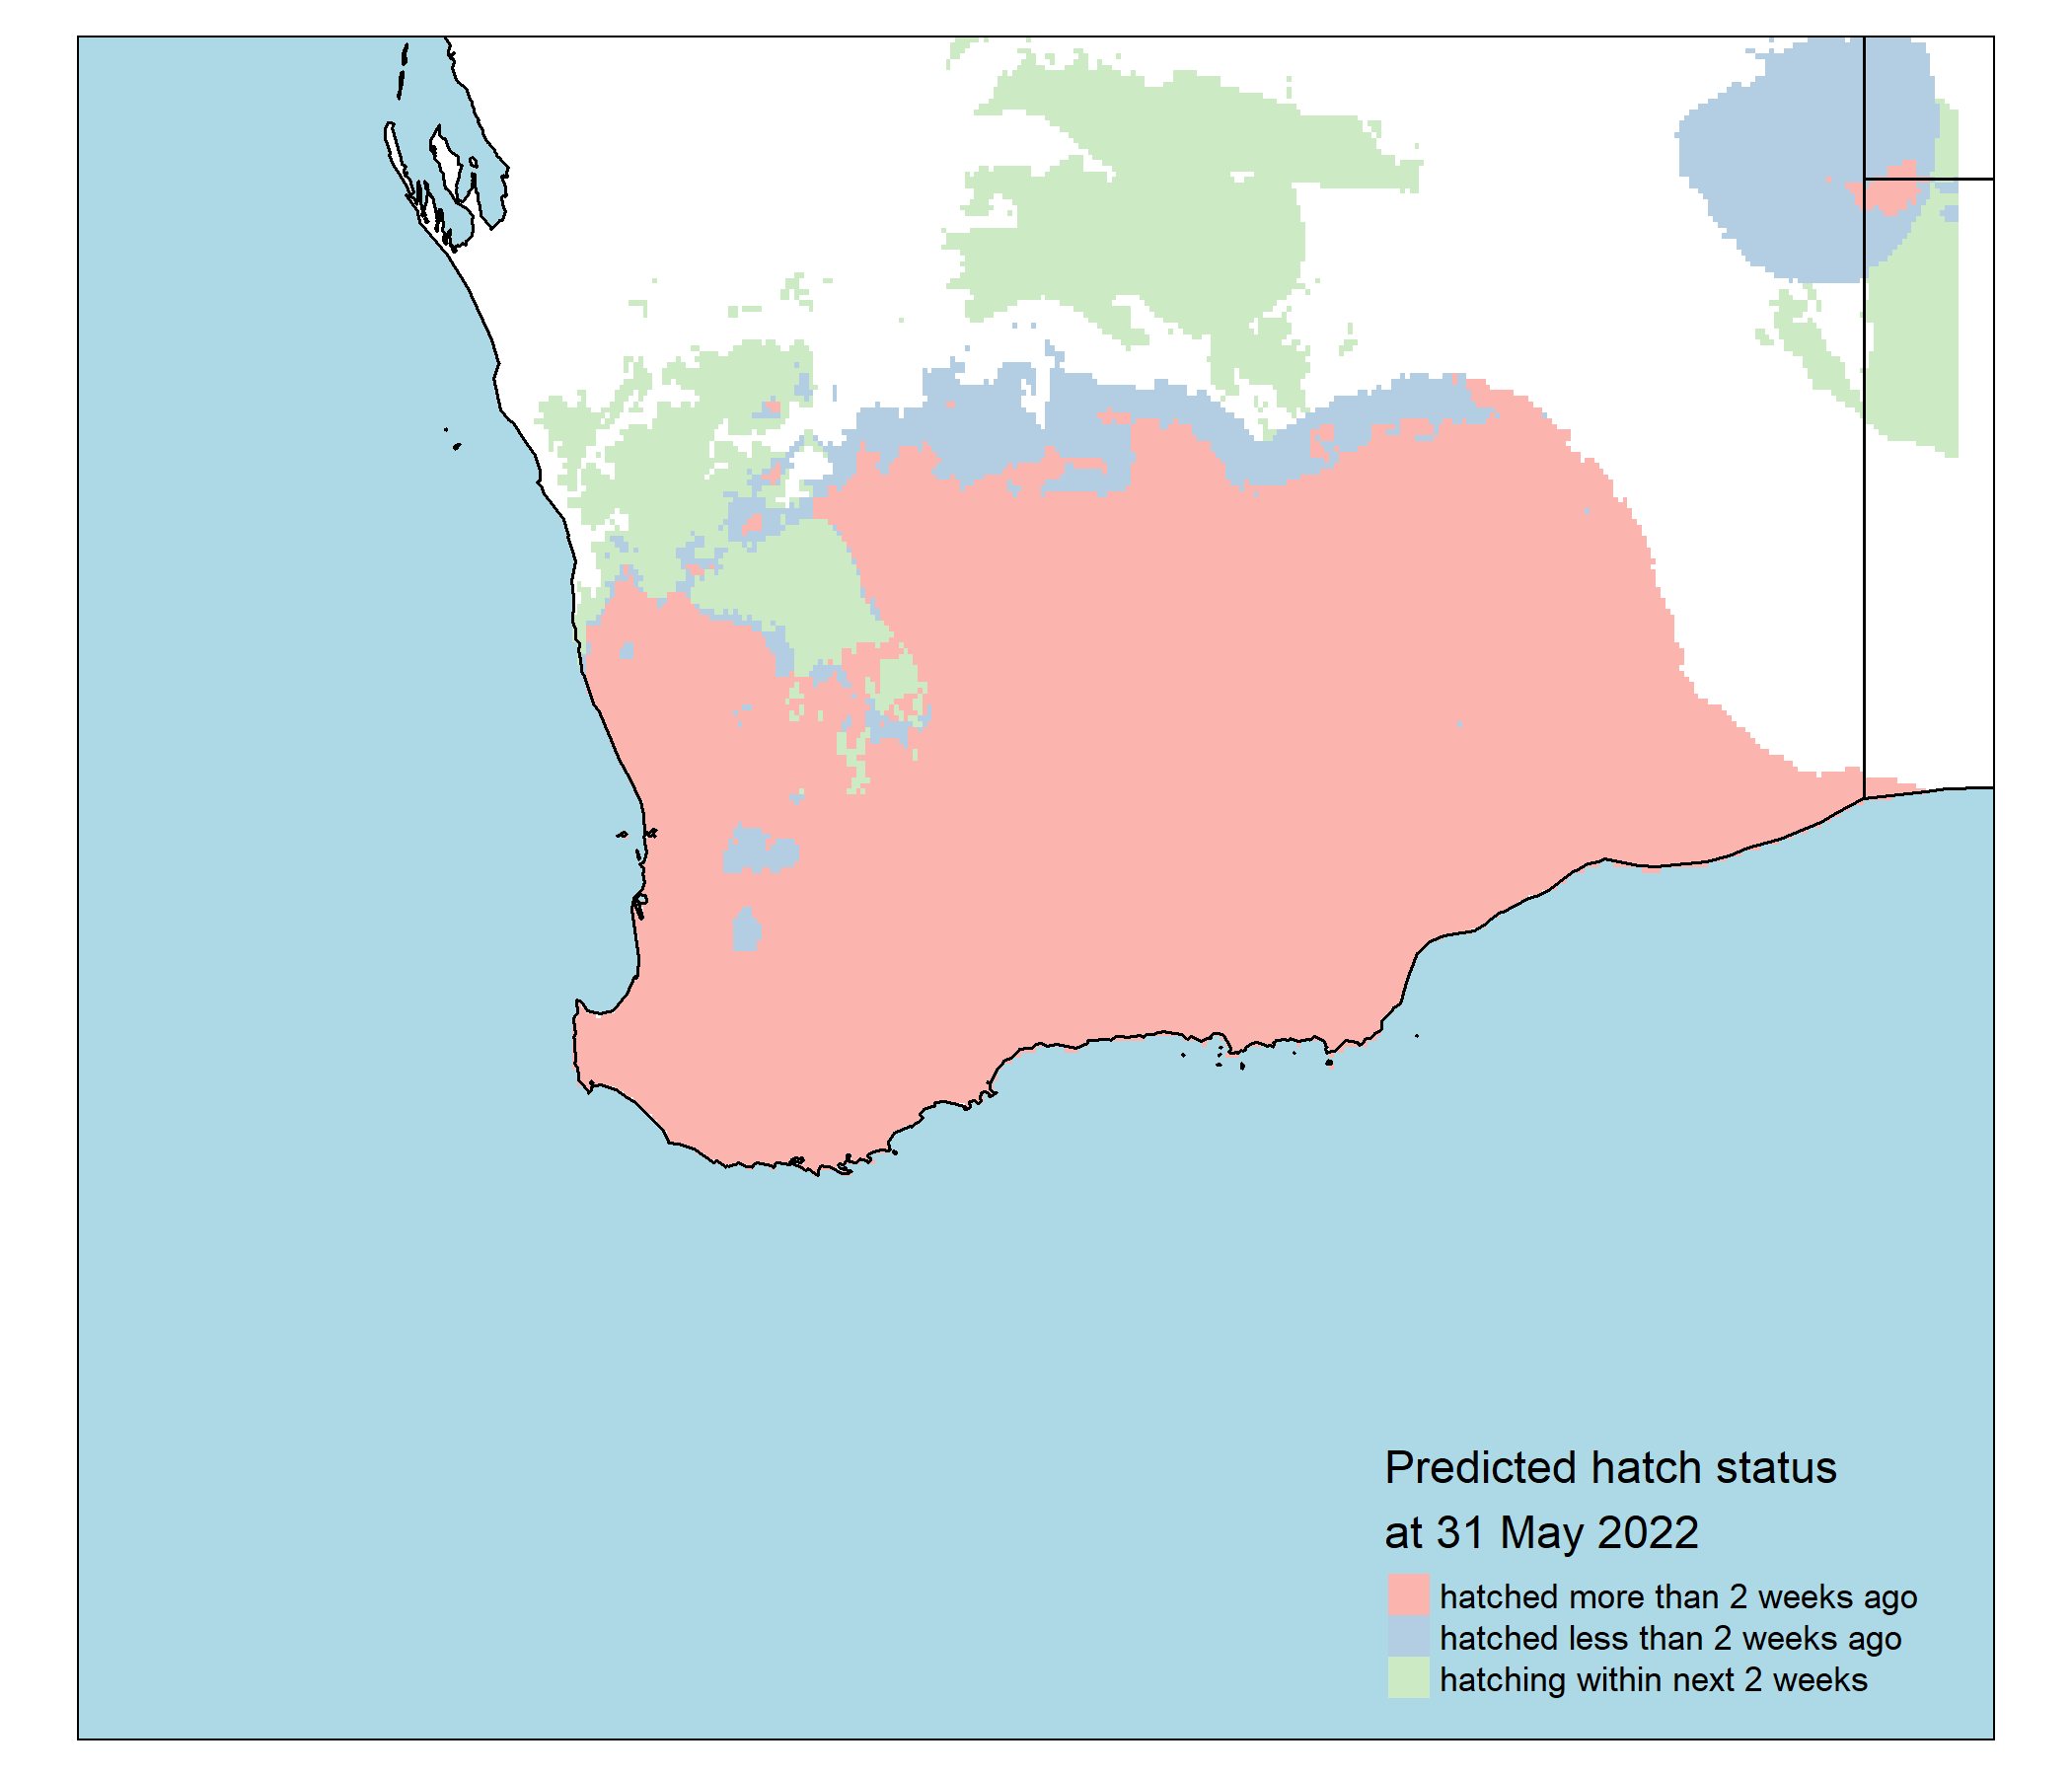 Predicted hatch status
at 31 May 2022
hatched more than 2 weeks ago
hatched less than 2 weeks ago
hatching within next 2 weeks